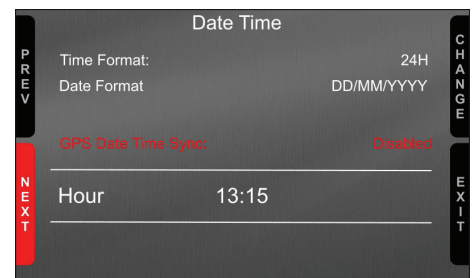 Date Time
PREV
CHANGE
Time Format: 24H
Date Format DD/MM/YYYY
GPS Date Time Sync: Disabled
NEXT
EXIT
Hour 13:15